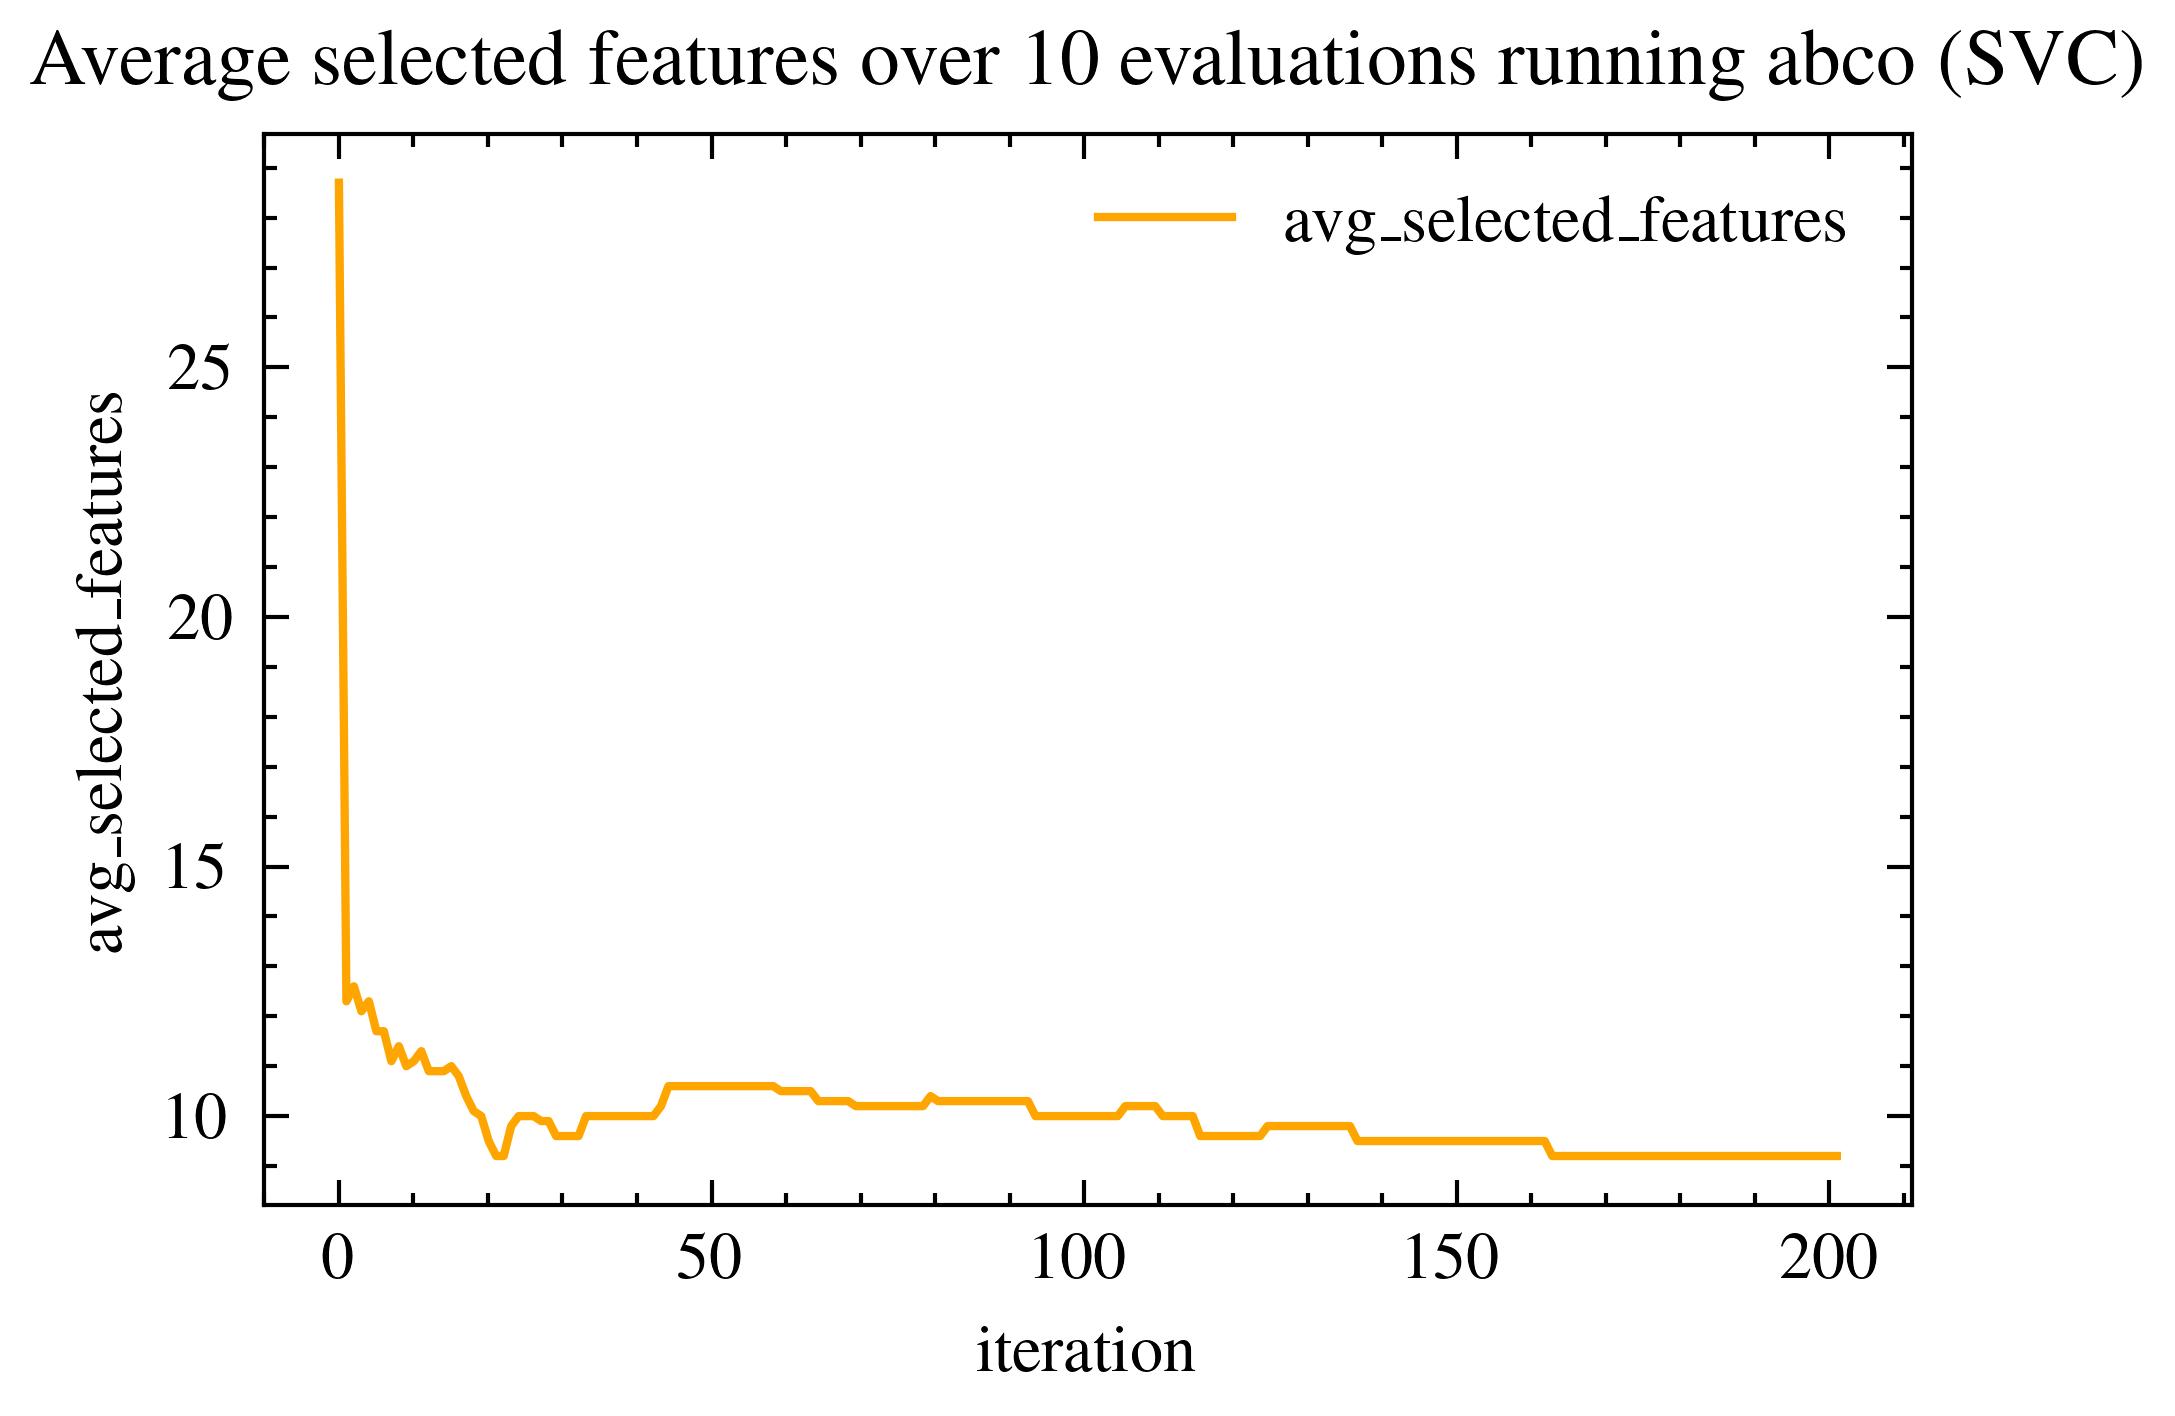 Average selected features over 10 evaluations running abco (SVC)
avg_selected_features
avg_selected_features
25
20
15
10
0 50 100 150 200
iteration